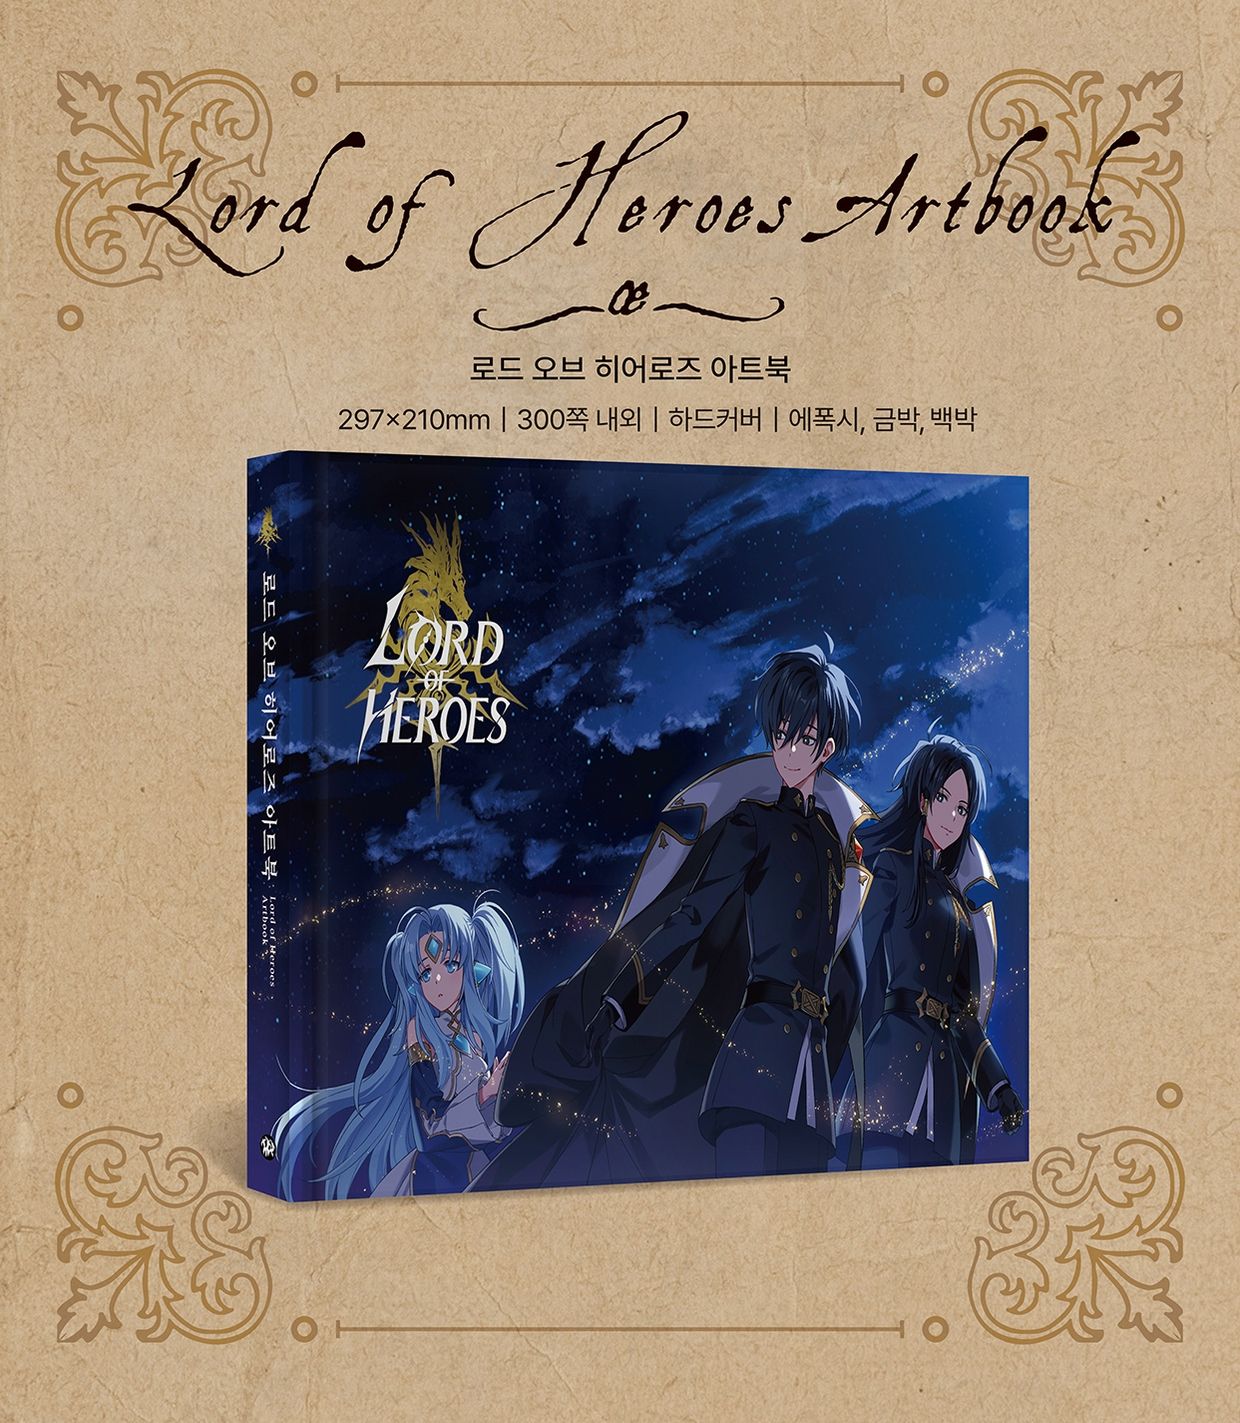 Lord of Heroes Artbook
œ
로드 오브 히어로즈 아트북
297×210mm | 300쪽 내외 | 하드커버 | 에폭시, 금박, 백박
로드 오브 히어로즈 아트북
Lord of Heroes
Artbook
LORD
OF
HEROES